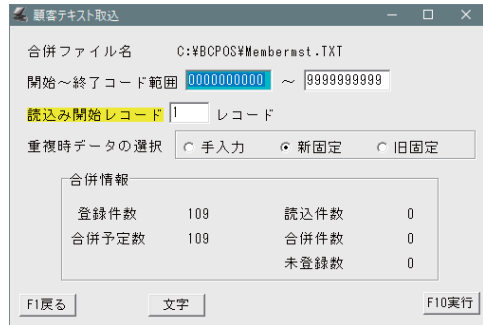 顧客テキスト取込
合併ファイル名 C:¥BCPOS¥Membermst.TXT
開始～終了コード範囲 0000000000 ～ 9999999999
読込み開始レコード 1 レコード
重複時データの選択 手入力 新固定 旧固定
合併情報
登録件数 109 読込件数 0
合併予定数 109 合併件数 0
未登録数 0
F1戻る 文字 F10実行